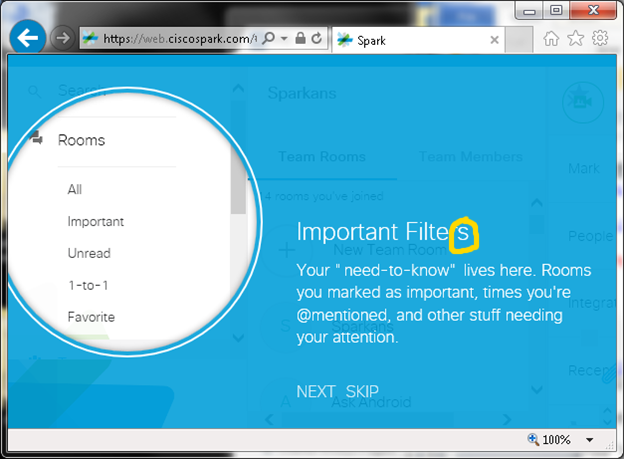 https://web.ciscospark.com/
Spark
Search
Rooms
All
Important
Unread
1-to-1
Favorite
Sparkans
Team Rooms
Team Members
4 rooms you've joined
New Team Room
Sparkans
Ask Android
Mark
People
Integrat
Recept
Important Filters
Your " need-to-know" lives here. Rooms
you marked as important, times you're
@mentioned, and other stuff needing
your attention.
NEXT SKIP
100%